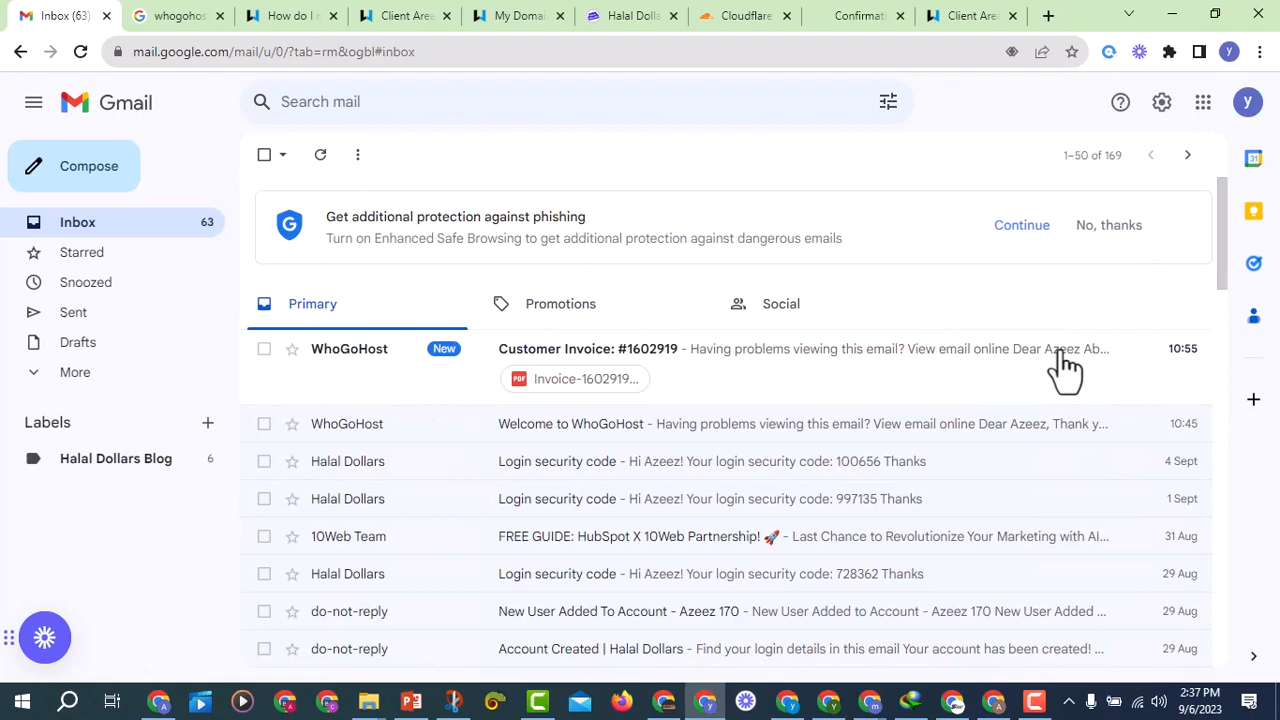 Inbox (63)
whogohost
How do I r
Client Area
My Domai
Halal Dolla
Cloudflare
Confirmati
Client Area
mail.google.com/mail/u/0/?tab=rm&ogbl#inbox
y
Gmail
Search mail
y
Compose
1–50 of 169
31
Inbox 63
Get additional protection against phishing
Turn on Enhanced Safe Browsing to get additional protection against dangerous emails
Continue No, thanks
Starred
Snoozed
Sent
Drafts
More
Labels
Halal Dollars Blog 6
Primary Promotions Social
WhoGoHost New Customer Invoice: #1602919 - Having problems viewing this email? View email online Dear Azeez Ab... 10:55
PDF Invoice-1602919...
WhoGoHost Welcome to WhoGoHost - Having problems viewing this email? View email online Dear Azeez, Thank y... 10:45
Halal Dollars Login security code - Hi Azeez! Your login security code: 100656 Thanks 4 Sept
Halal Dollars Login security code - Hi Azeez! Your login security code: 997135 Thanks 1 Sept
10Web Team FREE GUIDE: HubSpot X 10Web Partnership! 🚀 - Last Chance to Revolutionize Your Marketing with AI... 31 Aug
Halal Dollars Login security code - Hi Azeez! Your login security code: 728362 Thanks 29 Aug
do-not-reply New User Added To Account - Azeez 170 - New User Added to Account - Azeez 170 New User Added ... 29 Aug
do-not-reply Account Created | Halal Dollars - Find your login details in this email Your account has been created! ... 29 Aug
2:37 PM
9/6/2023